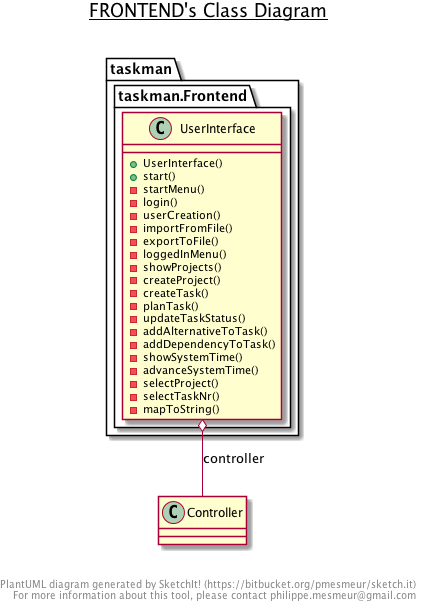 FRONTEND's Class Diagram
taskman
taskman.Frontend
C UserInterface
UserInterface()
start()
startMenu()
login()
userCreation()
importFromFile()
exportToFile()
loggedInMenu()
showProjects()
createProject()
createTask()
planTask()
updateTaskStatus()
addAlternativeToTask()
addDependencyToTask()
showSystemTime()
advanceSystemTime()
selectProject()
selectTaskNr()
mapToString()
controller
C Controller
PlantUML diagram generated by SketchIt! (https://bitbucket.org/pmesmeur/sketch.it)
For more information about this tool, please contact philippe.mesmeur@gmail.com